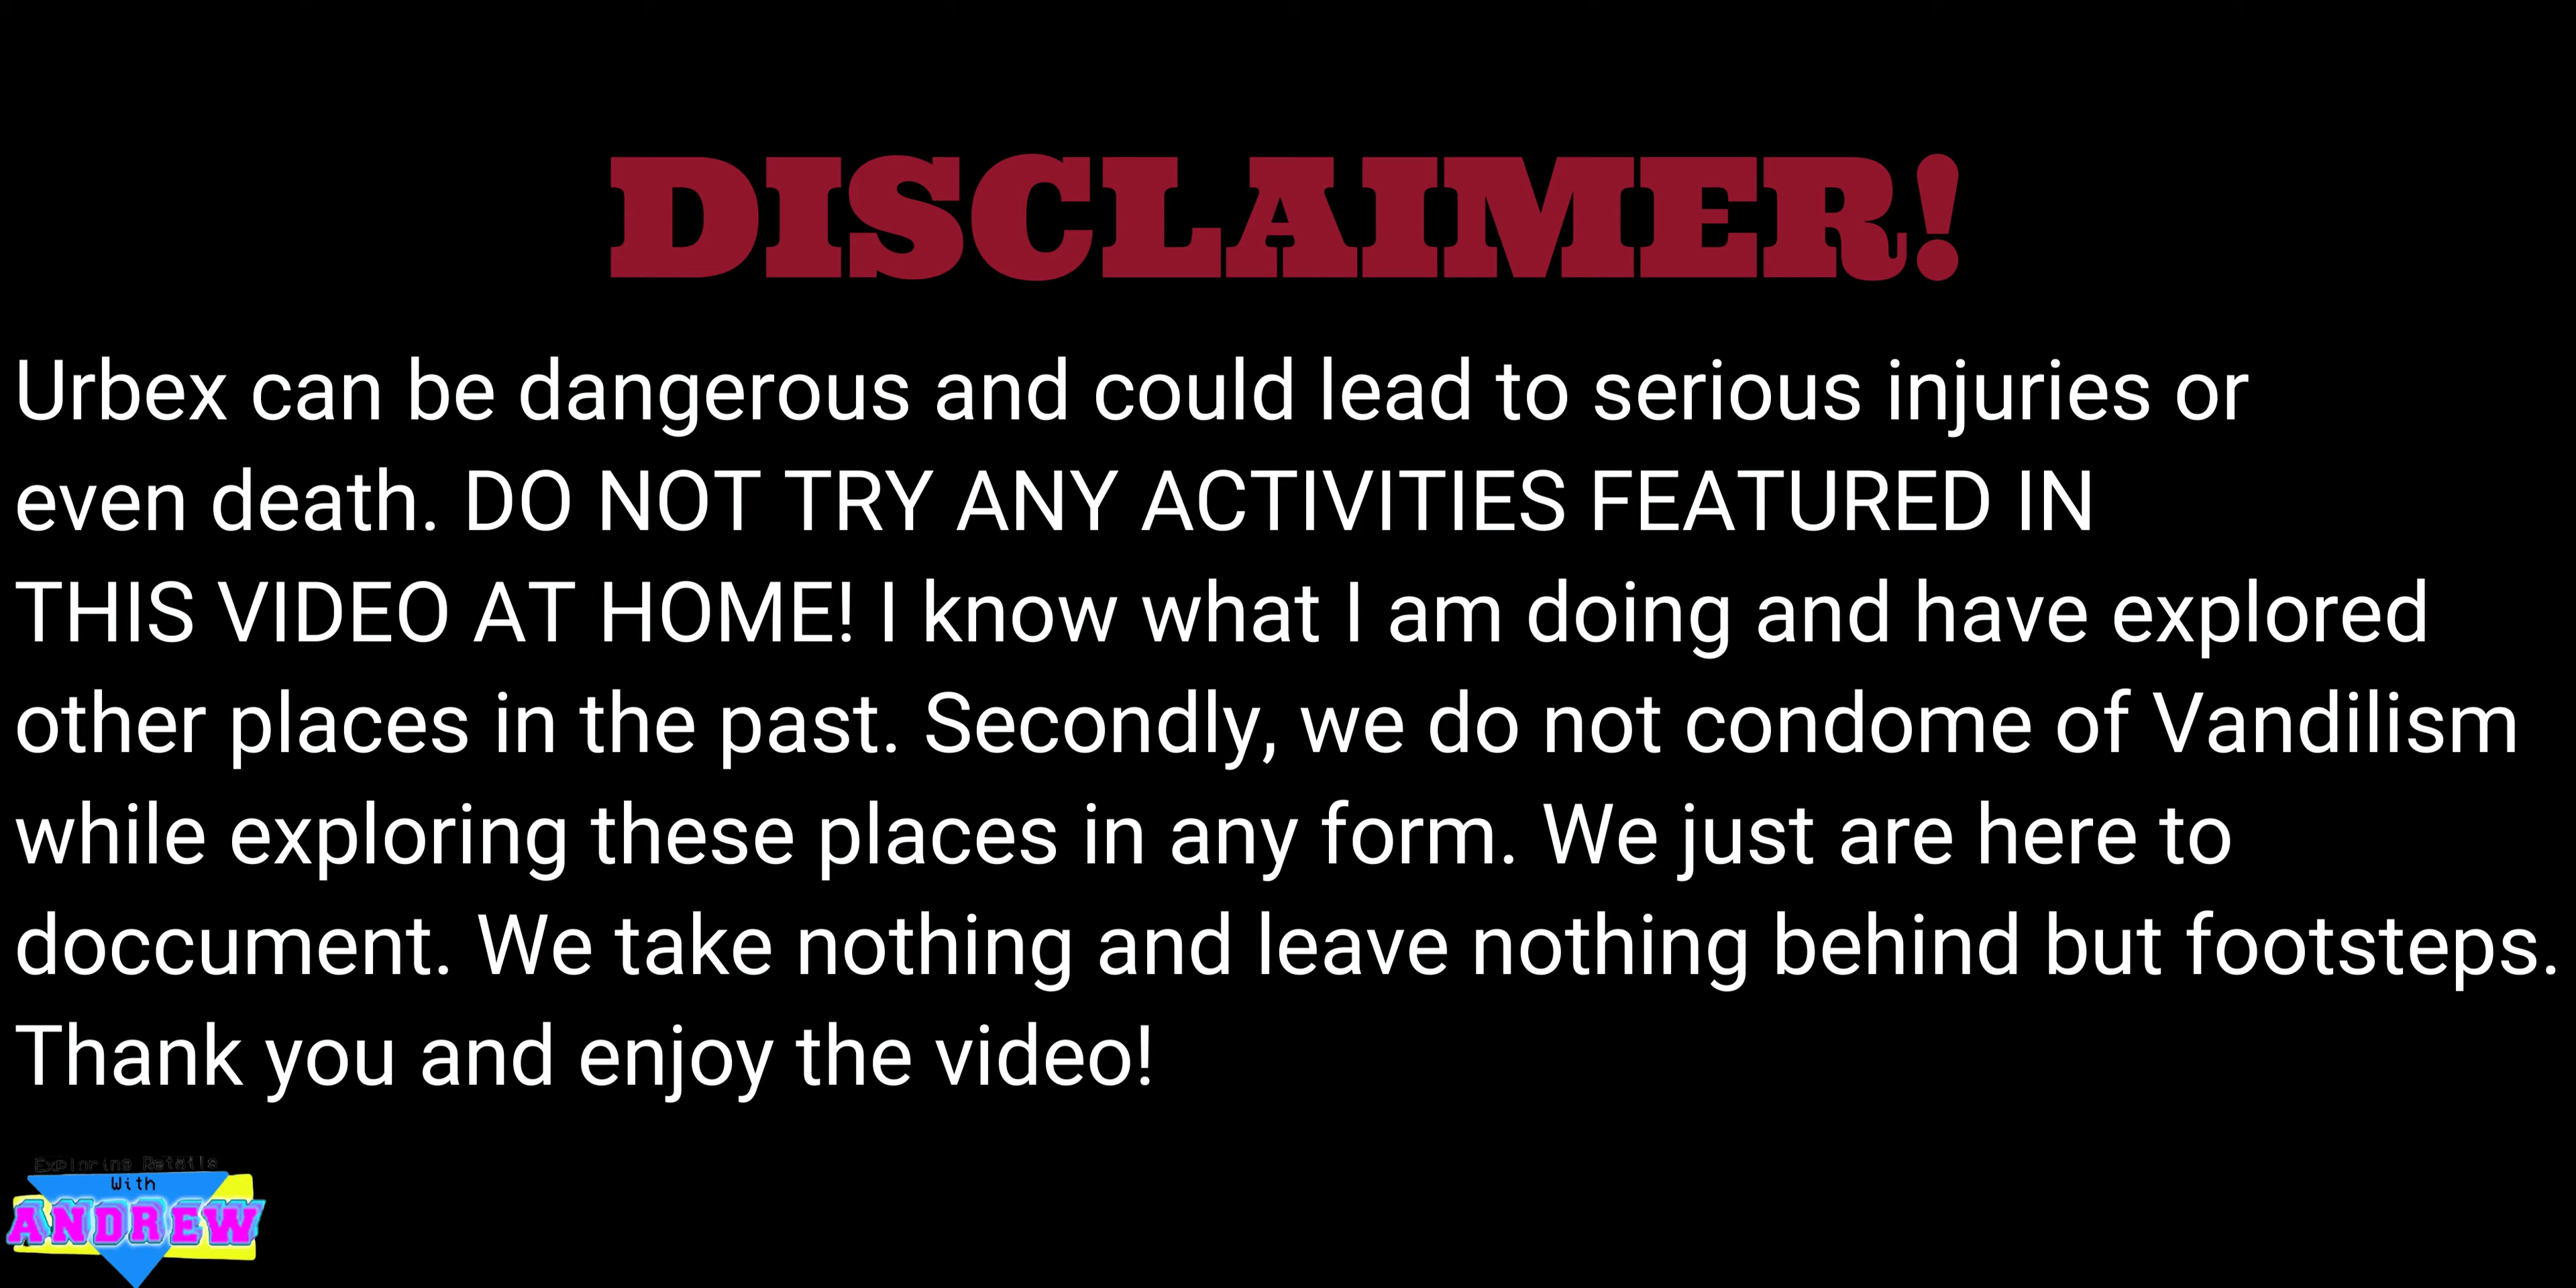 DISCLAIMER!
Urbex can be dangerous and could lead to serious injuries or
even death. DO NOT TRY ANY ACTIVITIES FEATURED IN
THIS VIDEO AT HOME! I know what I am doing and have explored
other places in the past. Secondly, we do not condome of Vandilism
while exploring these places in any form. We just are here to
doccument. We take nothing and leave nothing behind but footsteps.
Thank you and enjoy the video!
Exploring Retails
With
ANDREW